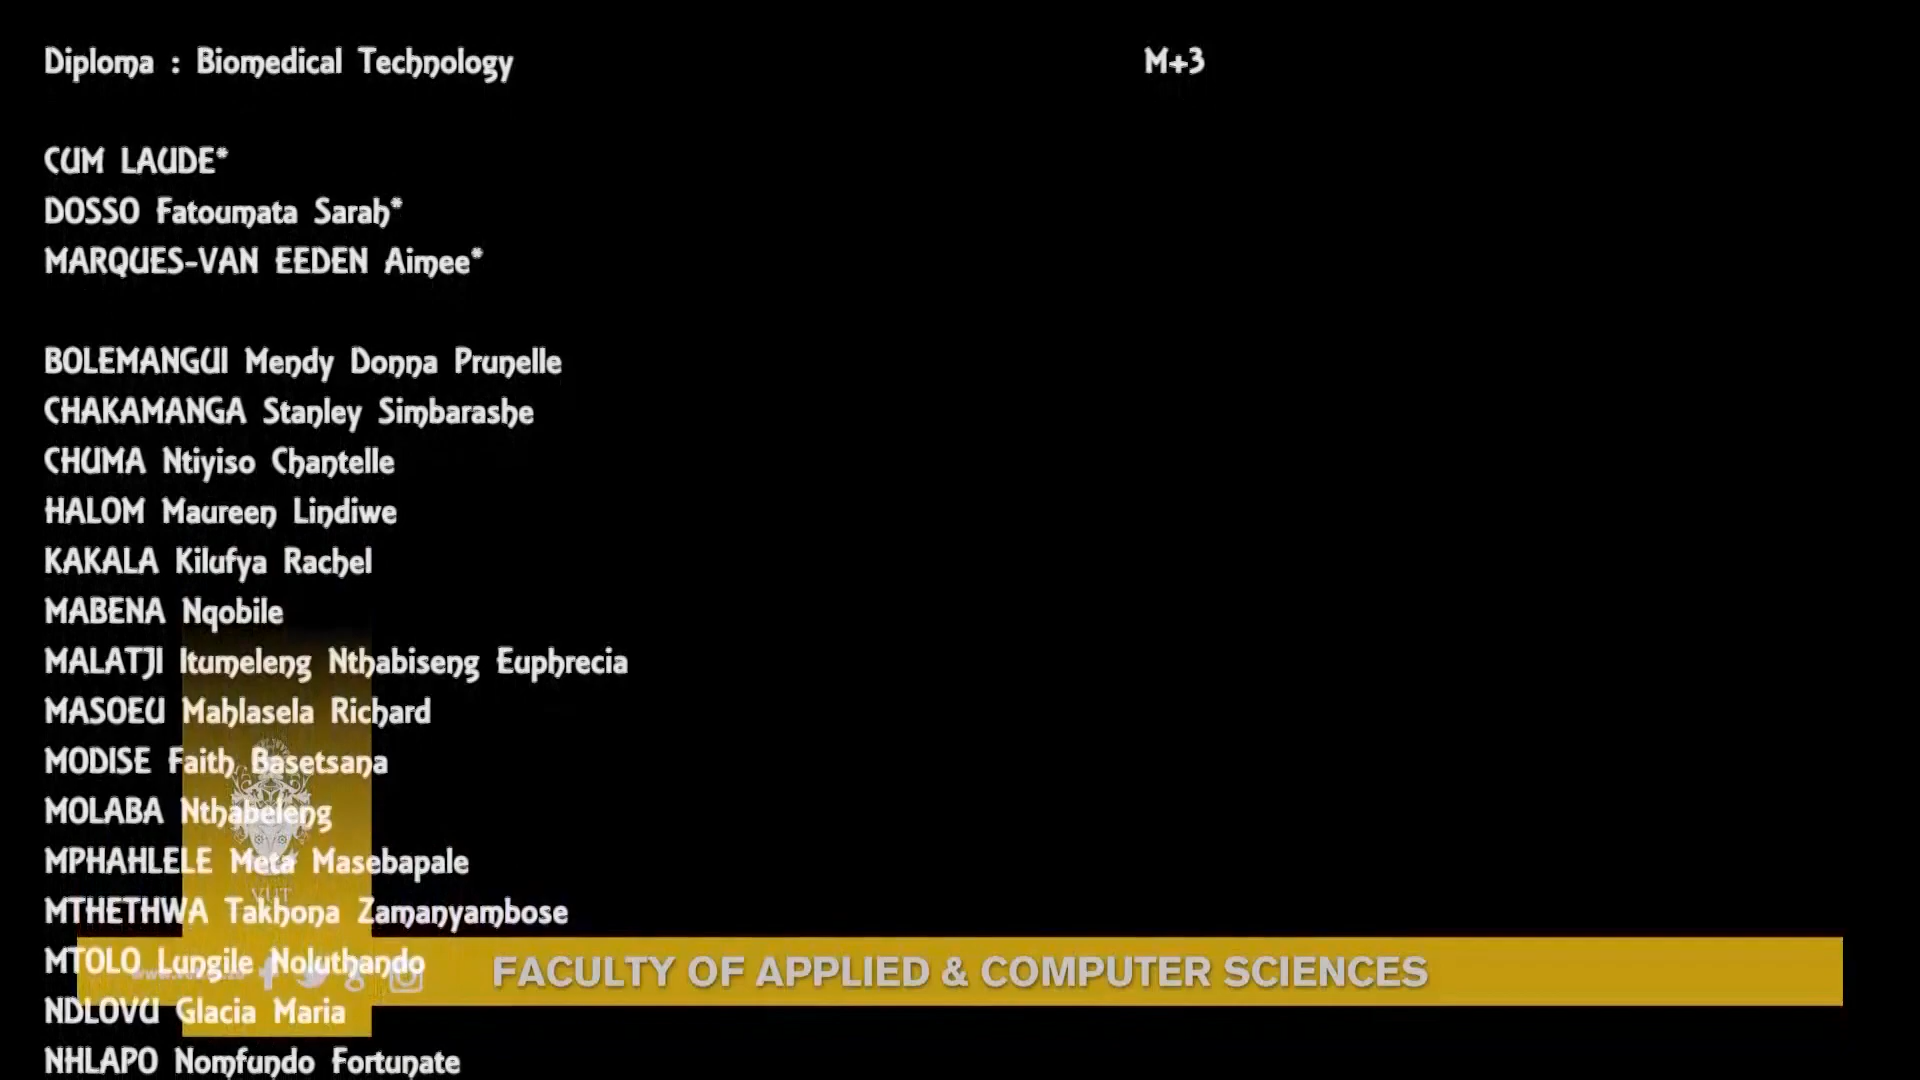 Diploma : Biomedical Technology M+3
CUM LAUDE*
DOSSO Fatoumata Sarah*
MARQUES-VAN EEDEN Aimee*
BOLEMANGUI Mendy Donna Prunelle
CHAKAMANGA Stanley Simbarashe
CHUMA Ntiyiso Chantelle
HALOM Maureen Lindiwe
KAKALA Kilufya Rachel
MABENA Nqobile
MALATJI Itumeleng Nthabiseng Euphrecia
MASOEU Mahlasela Richard
MODISE Faith Basetsana
MOLABA Nthabeleng
MPHAHLELE Meta Masebapale
VUT
MTHETHWA Takhona Zamanyambose
MTOLO Lungile Noluthando
FACULTY OF APPLIED & COMPUTER SCIENCES
NDLOVU Glacia Maria
NHLAPO Nomfundo Fortunate